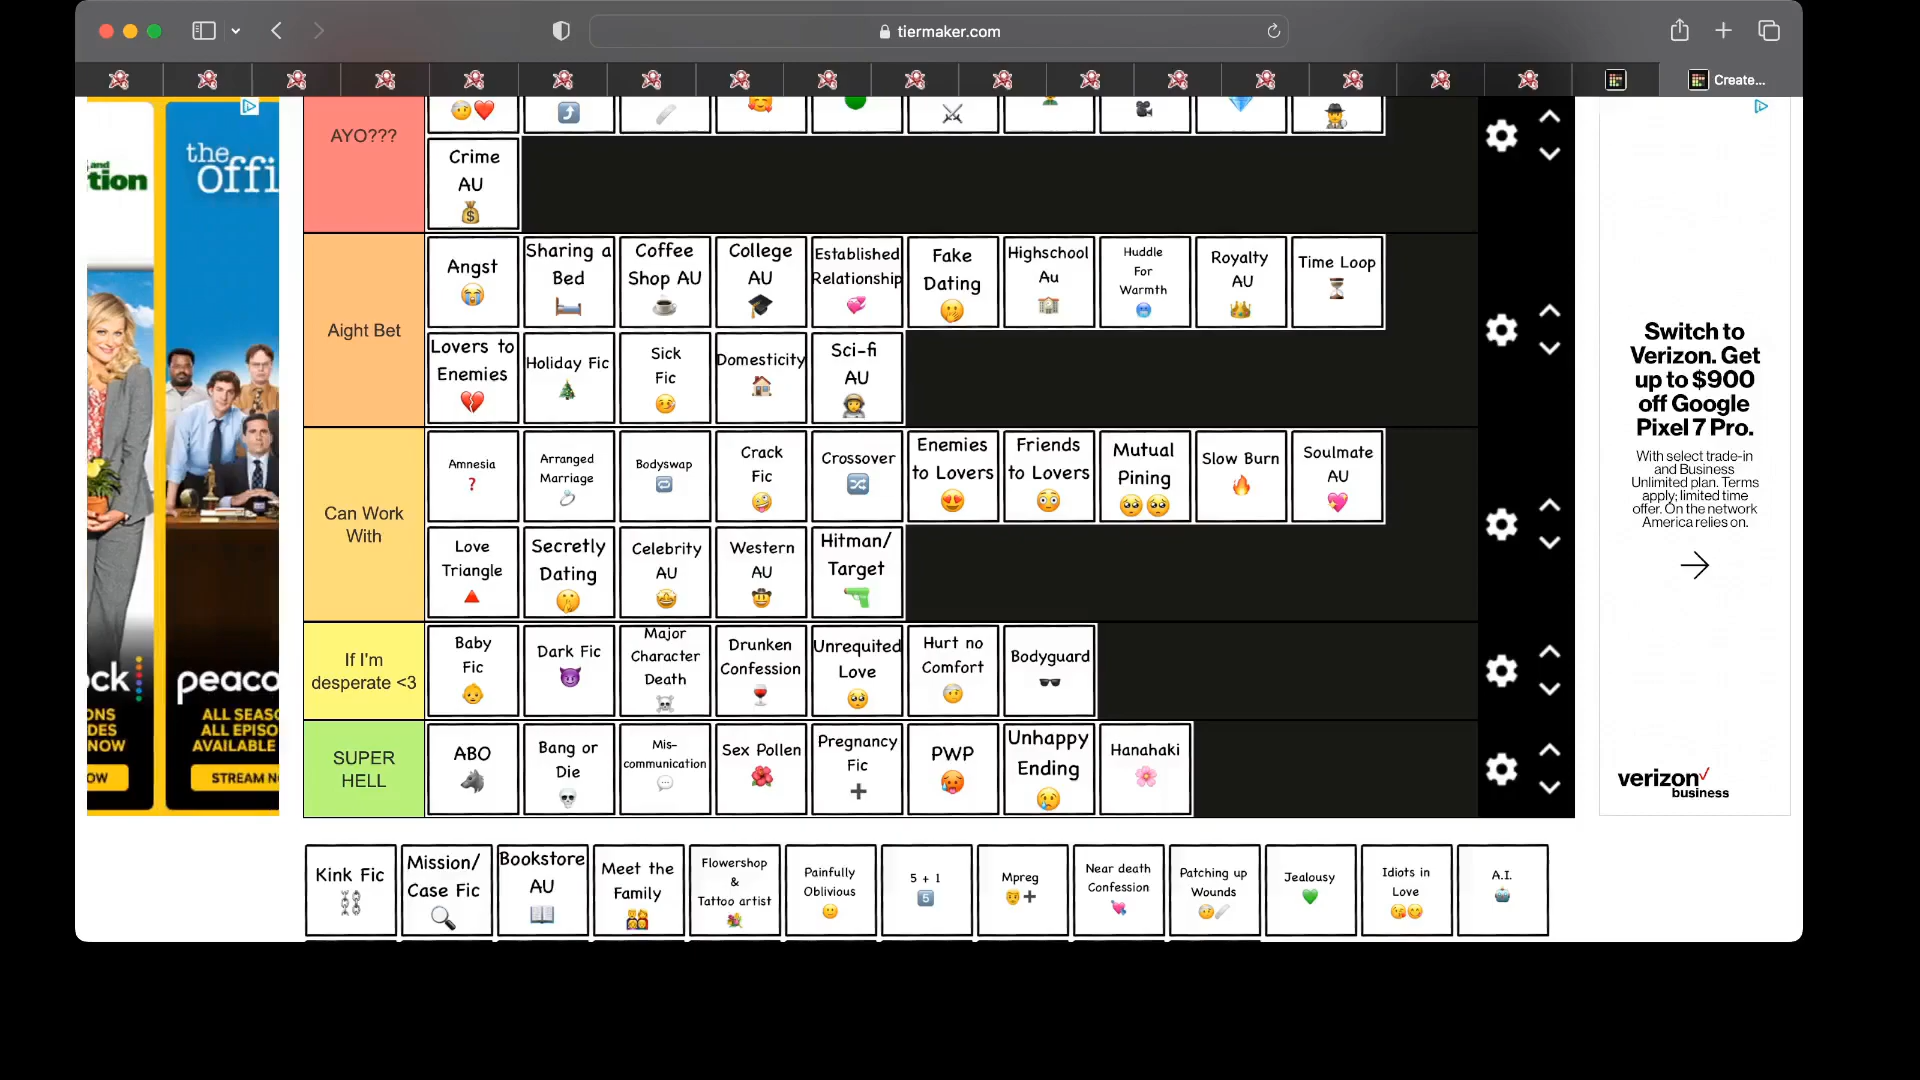 tiermaker.com
Create...
and
tion
the
offi
AYO???
Crime
AU
Aight Bet
Angst
Sharing a
Bed
Coffee
Shop AU
College
AU
Established
Relationship
Fake
Dating
Highschool
Au
Huddle
For
Warmth
Royalty
AU
Time Loop
Lovers to
Enemies
Holiday Fic
Sick
Fic
Domesticity
Sci-fi
AU
Can Work
With
Amnesia
?
Arranged
Marriage
Bodyswap
Crack
Fic
Crossover
Enemies
to Lovers
Friends
to Lovers
Mutual
Pining
Slow Burn
Soulmate
AU
Love
Triangle
Secretly
Dating
Celebrity
AU
Western
AU
Hitman/
Target
If I'm
desperate <3
Baby
Fic
Dark Fic
Major
Character
Death
Drunken
Confession
Unrequited
Love
Hurt no
Comfort
Bodyguard
SUPER
HELL
ABO
Bang or
Die
Mis-
communication
Sex Pollen
Pregnancy
Fic
PWP
Unhappy
Ending
Hanahaki
Kink Fic
Mission/
Case Fic
Bookstore
AU
Meet the
Family
Flowershop
&
Tattoo artist
Painfully
Oblivious
5 + 1
5
Mpreg
Near death
Confession
Patching up
Wounds
Jealousy
Idiots in
Love
A.I.
ck
ONS
DES
NOW
OW
peaco
ALL SEAS
ALL EPISO
AVAILABLE
STREAM N
Switch to
Verizon. Get
up to $900
off Google
Pixel 7 Pro.
With select trade-in
and Business
Unlimited plan. Terms
apply; limited time
offer. On the network
America relies on.
verizon
business